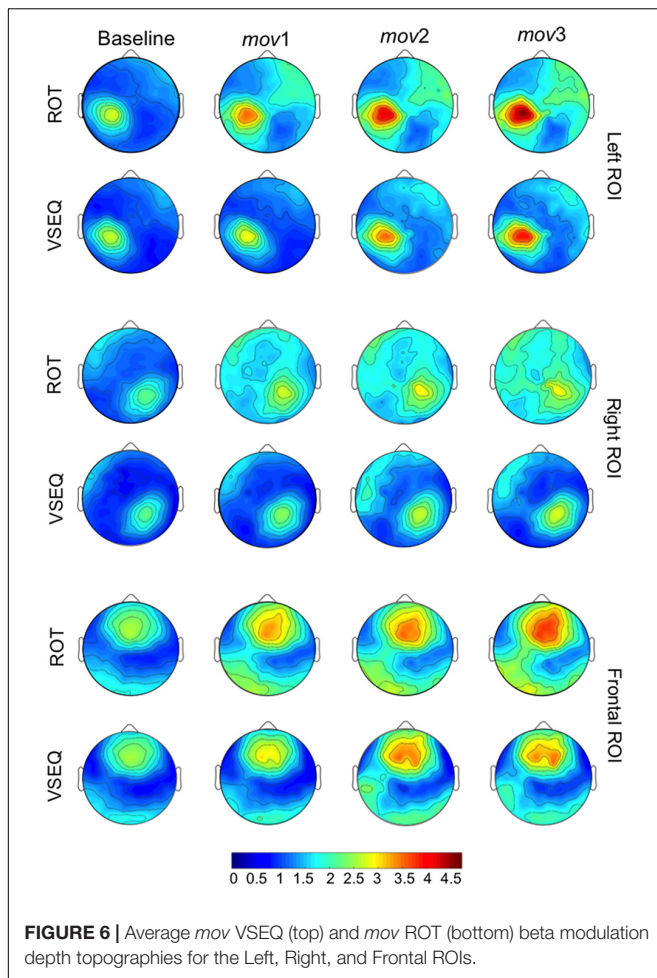 Baseline mov1 mov2 mov3
ROT
Left ROI
VSEQ
ROT
Right ROI
VSEQ
ROT
Frontal ROI
VSEQ
0 0.5 1 1.5 2 2.5 3 3.5 4 4.5
FIGURE 6 | Average mov VSEQ (top) and mov ROT (bottom) beta modulation
depth topographies for the Left, Right, and Frontal ROIs.